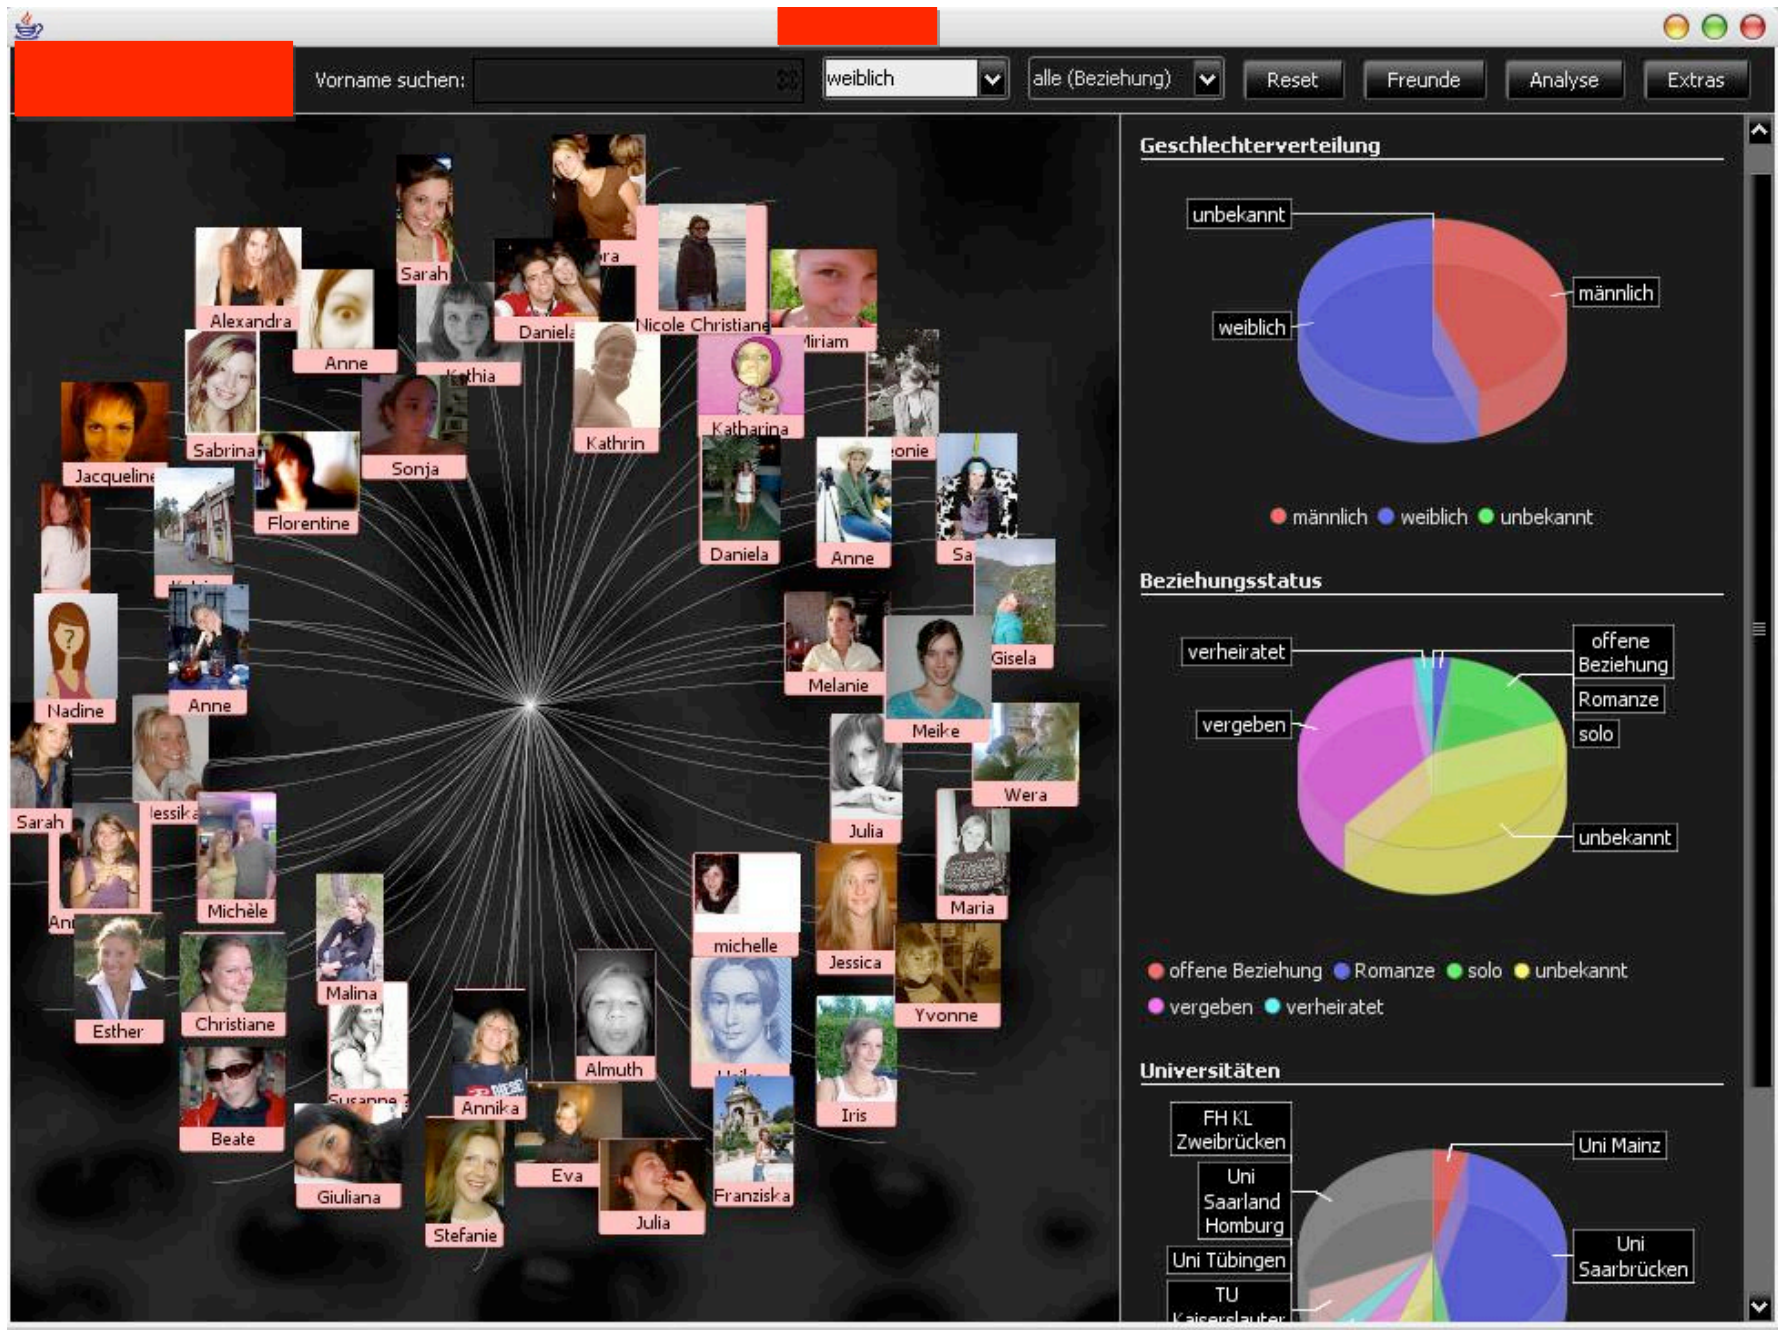 Vorname suchen:
weiblich
alle (Beziehung)
Reset
Freunde
Analyse
Extras
Sarah
Alexandra
Daniela
Nicole Christiane
Anne
Kathrin
Katharina
Sabrina
Sonja
Jacqueline
Florentine
Daniela
Anne
Gisela
Melanie
Nadine
Anne
Meike
Wera
Sarah
Julia
Michèle
Maria
michelle
Jessica
Malina
Esther
Christiane
Yvonne
Almuth
Annika
DIESE
Iris
Beate
Eva
Giuliana
Franziska
Julia
Stefanie
Geschlechterverteilung
unbekannt
männlich
weiblich
männlich
weiblich
unbekannt
Beziehungsstatus
verheiratet
offene
Beziehung
Romanze
solo
vergeben
unbekannt
offene Beziehung
Romanze
solo
unbekannt
vergeben
verheiratet
Universitäten
FH KL
Zweibrücken
Uni Mainz
Uni
Saarland
Homburg
Uni
Saarbrücken
Uni Tübingen
TU
Kaiserslauter